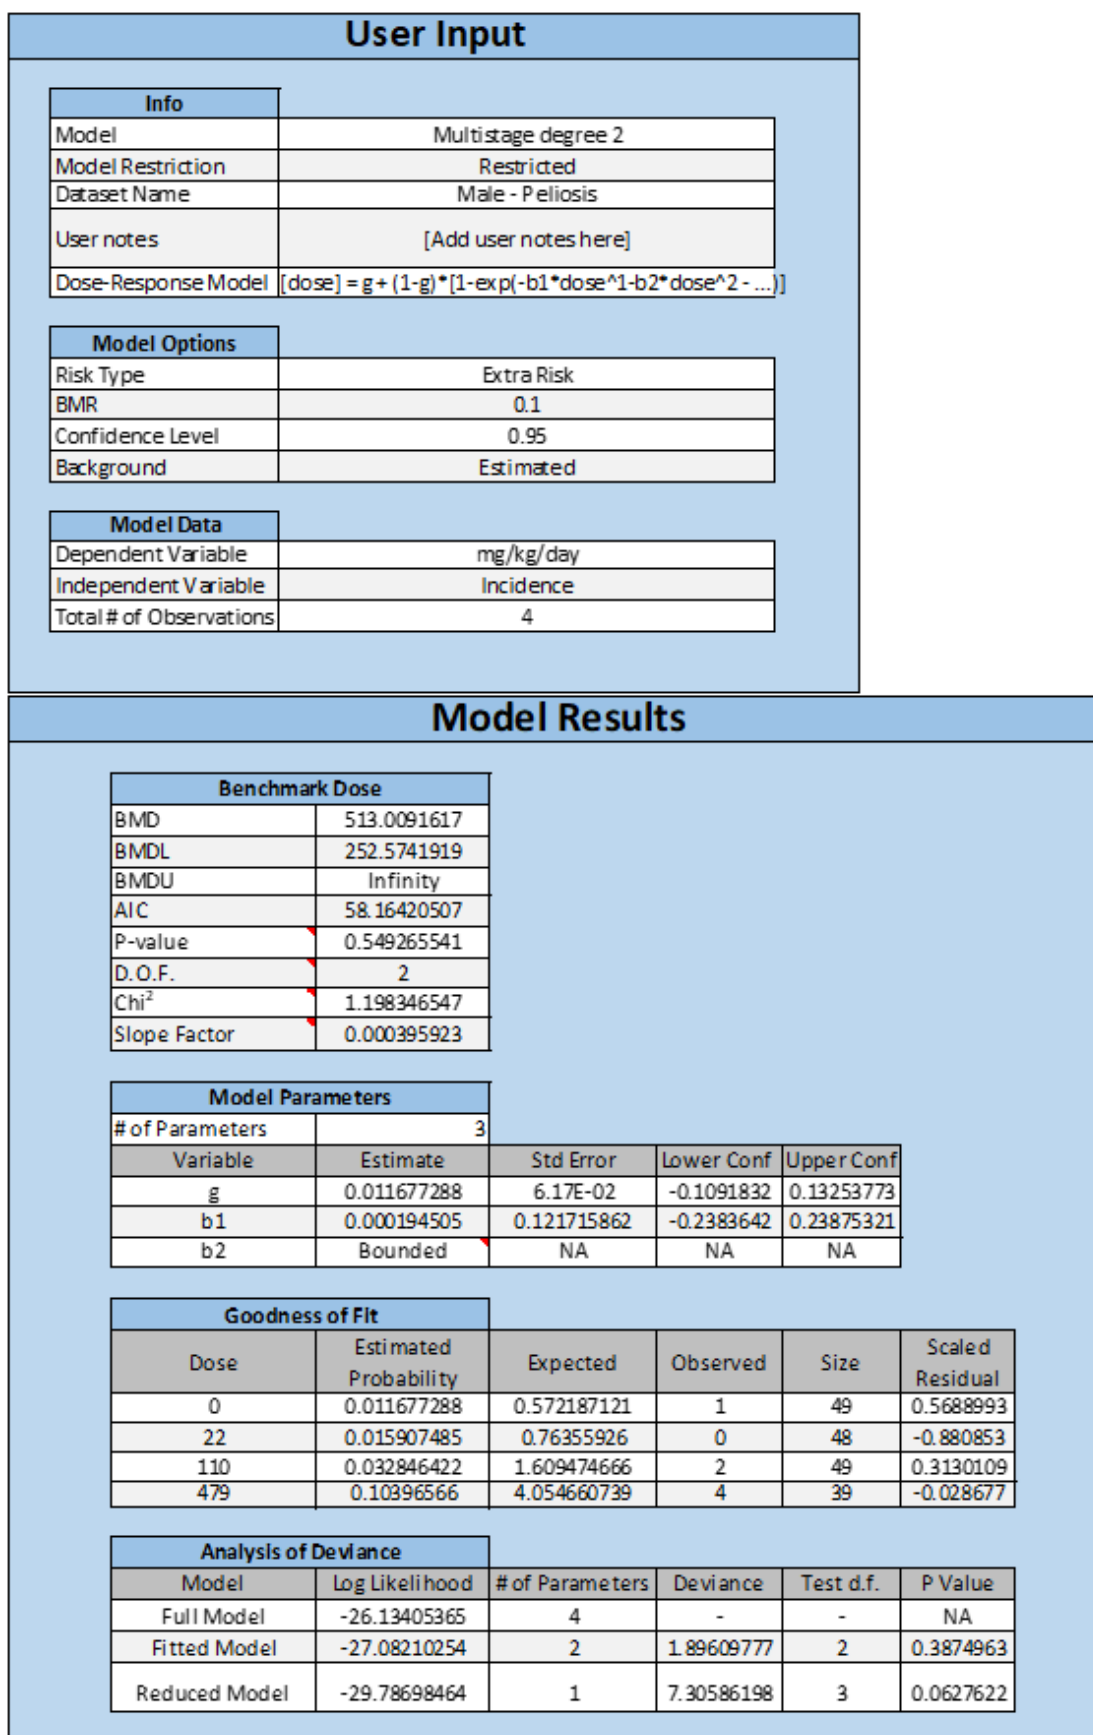 User Input
Info
Model Multistage degree 2
Model Restriction Restricted
Dataset Name Male - Peliosis
User notes [Add user notes here]
Dose-Response Model [dose] = g + (1-g)*[1-exp(-b1*dose^1-b2*dose^2 - ...)]
Model Options
Risk Type Extra Risk
BMR 0.1
Confidence Level 0.95
Background Estimated
Model Data
Dependent Variable mg/kg/day
Independent Variable Incidence
Total # of Observations 4
Model Results
Benchmark Dose
BMD 513.0091617
BMDL 252.5741919
BMDU Infinity
AIC 58.16420507
P-value 0.549265541
D.O.F. 2
Chi² 1.198346547
Slope Factor 0.000395923
Model Parameters
# of Parameters 3
Variable Estimate Std Error Lower Conf Upper Conf
g 0.011677288 6.17E-02 -0.1091832 0.13253773
b1 0.000194505 0.121715862 -0.2383642 0.23875321
b2 Bounded NA NA NA
Goodness of Fit
Dose Estimated Probability Expected Observed Size Scaled Residual
0 0.011677288 0.572187121 1 49 0.5688993
22 0.015907485 0.76355926 0 48 -0.880853
110 0.032846422 1.609474666 2 49 0.3130109
479 0.10396566 4.054660739 4 39 -0.028677
Analysis of Deviance
Model Log Likelihood # of Parameters Deviance Test d.f. P Value
Full Model -26.13405365 4 - - NA
Fitted Model -27.08210254 2 1.89609777 2 0.3874963
Reduced Model -29.78698464 1 7.30586198 3 0.0627622